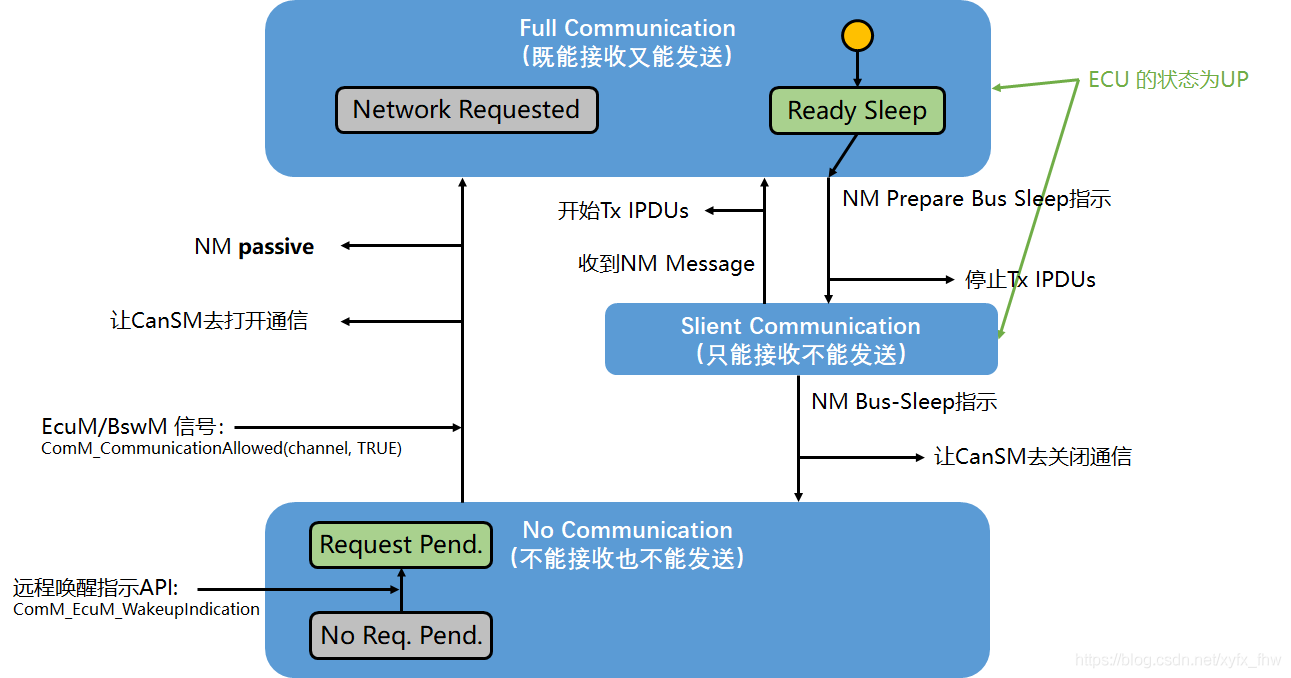 Full Communication
（既能接收又能发送）
Network Requested
Ready Sleep
ECU 的状态为UP
NM Prepare Bus Sleep指示
开始Tx IPDUs
NM passive
收到NM Message
停止Tx IPDUs
让CanSM去打开通信
Slient Communication
（只能接收不能发送）
NM Bus-Sleep指示
EcuM/BswM 信号：
ComM_CommunicationAllowed(channel, TRUE)
让CanSM去关闭通信
No Communication
（不能接收也不能发送）
Request Pend.
远程唤醒指示API:
ComM_EcuM_WakeupIndication
No Req. Pend.
https://blog.csdn.net/xyfx_fhw